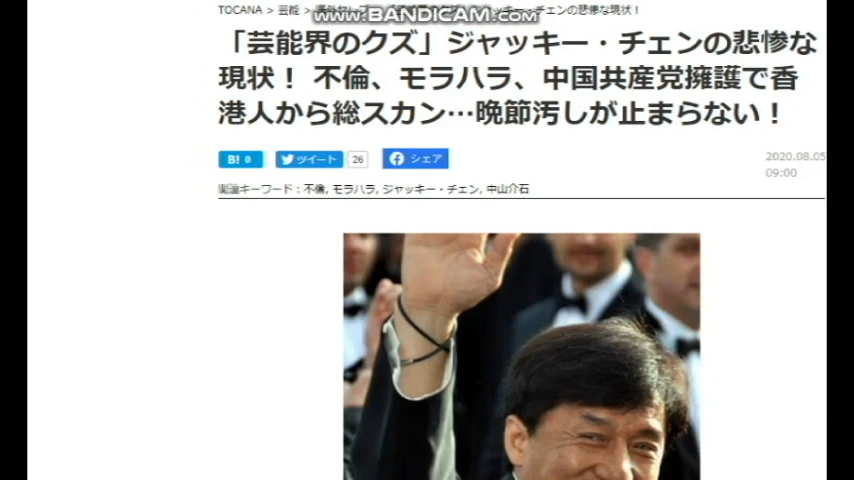 TOCANA > 芸能 >
www.BANDICAM.com
ジャッキー・チェンの悲惨な現状！
「芸能界のクズ」ジャッキー・チェンの悲惨な
現状！ 不倫、モラハラ、中国共産党擁護で香
港人から総スカン…晩節汚しが止まらない！
B! 0
ツイート
26
シェア
2020.08.05
09:00
関連キーワード：不倫, モラハラ, ジャッキー・チェン, 中山介石